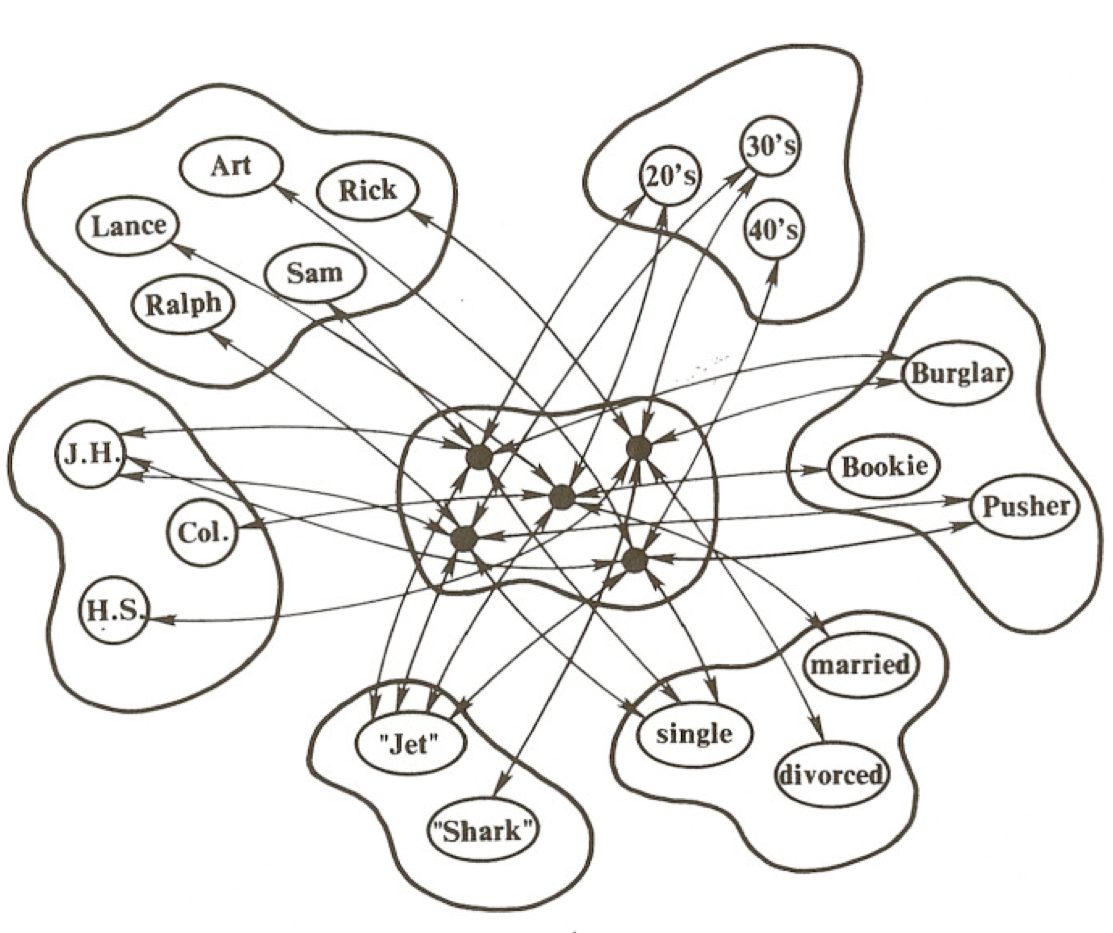 Art
Rick
Lance
Sam
Ralph
20's
30's
40's
Burglar
Bookie
Pusher
J.H.
Col.
H.S.
"Jet"
"Shark"
married
single
divorced